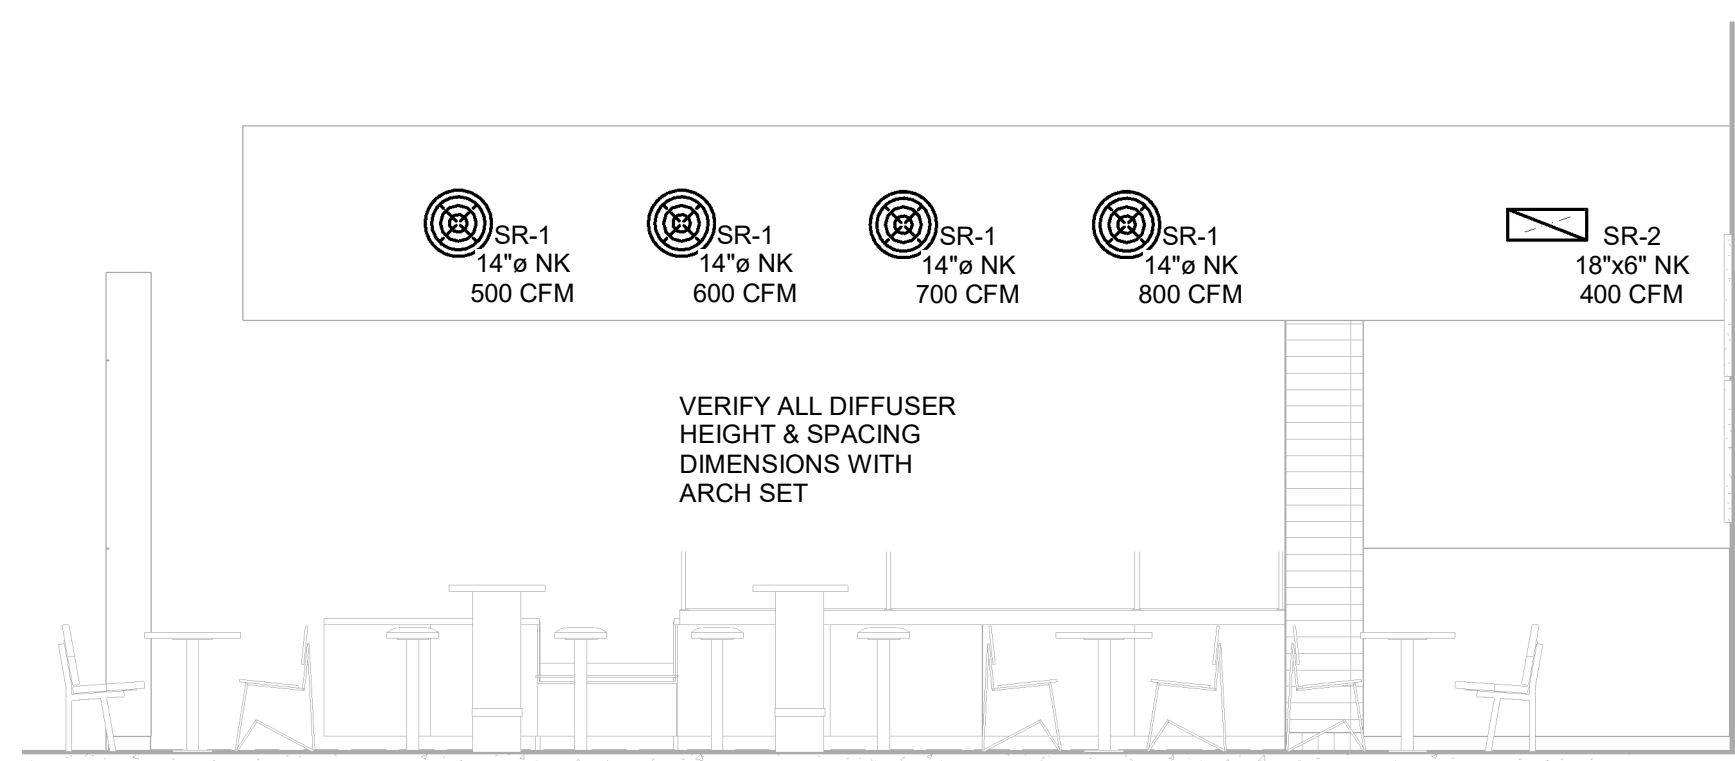 SR-1
14"ø NK
500 CFM
SR-1
14"ø NK
600 CFM
SR-1
14"ø NK
700 CFM
SR-1
14"ø NK
800 CFM
SR-2
18"x6" NK
400 CFM
VERIFY ALL DIFFUSER
HEIGHT & SPACING
DIMENSIONS WITH
ARCH SET